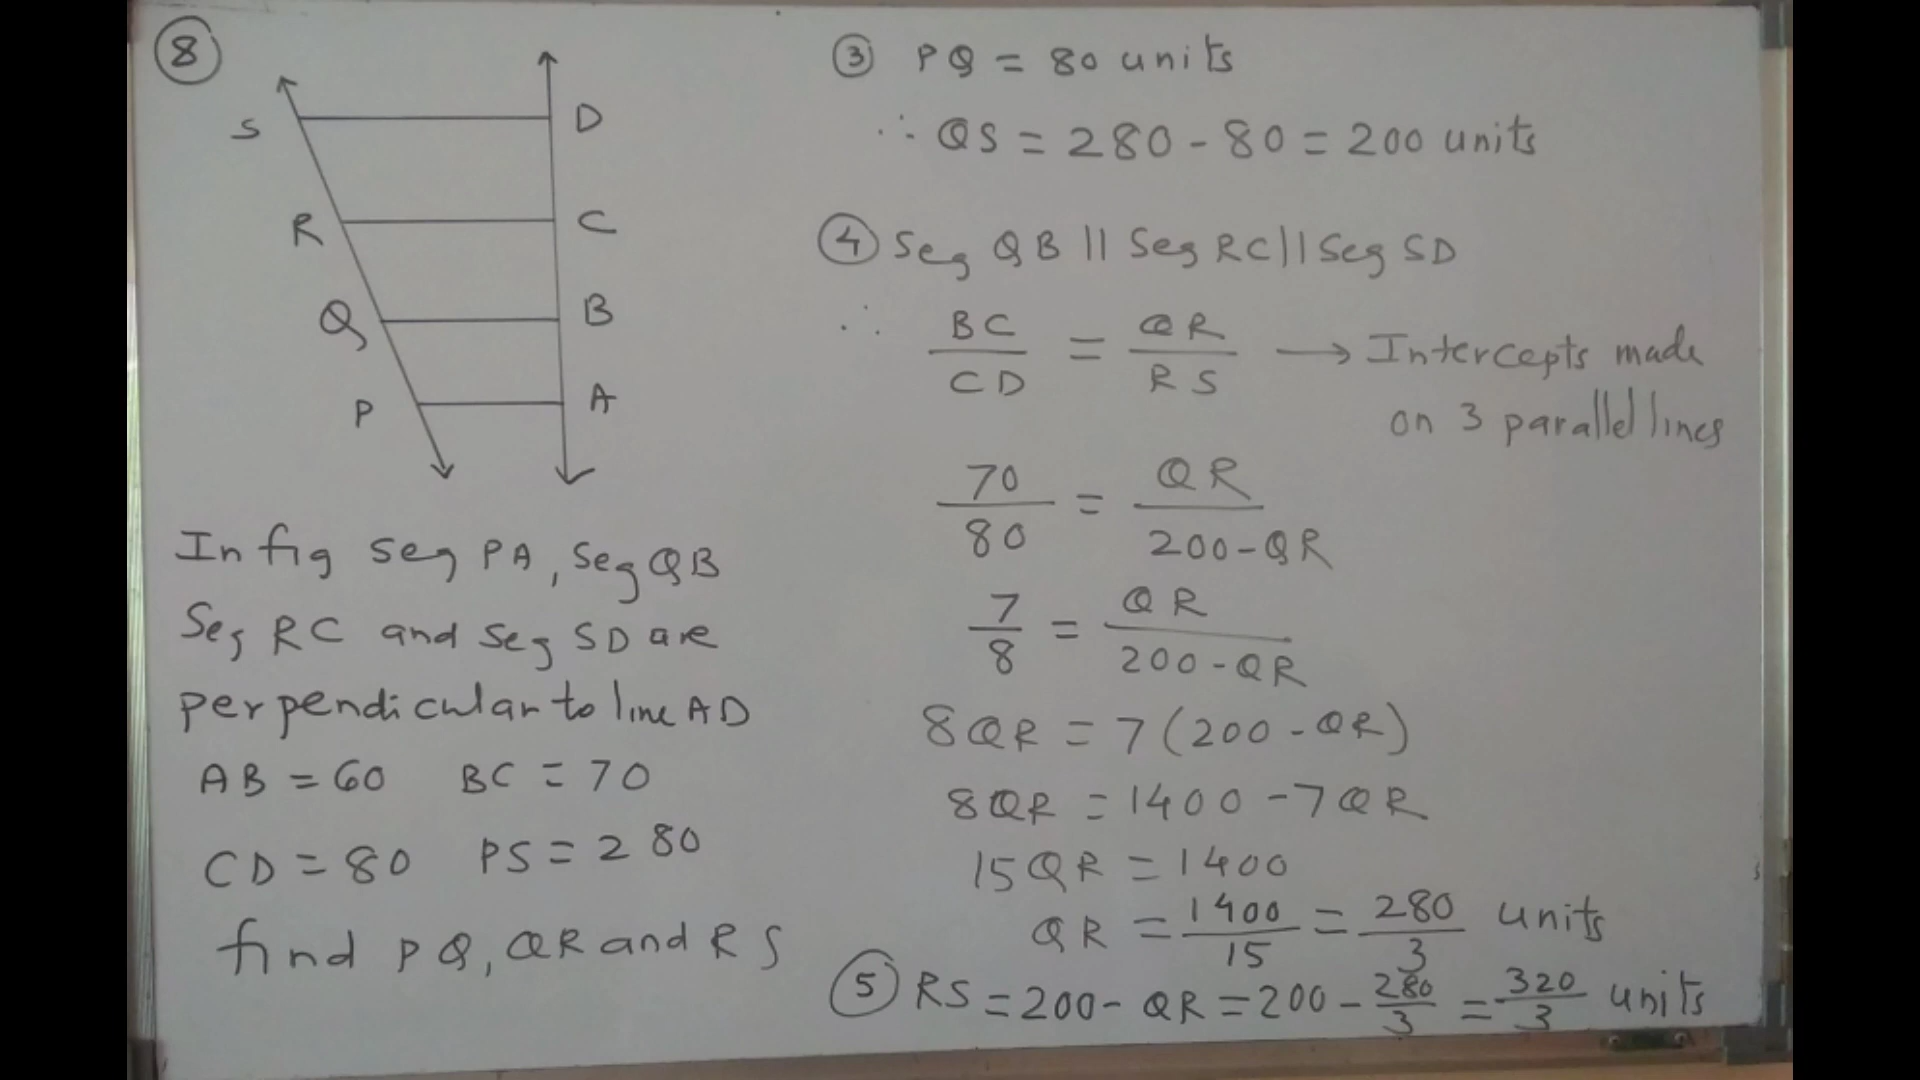 8
S D
R C
Q B
P A
In fig seg PA, seg QB
Seg RC and seg SD are
perpendicular to line AD
AB = 60 BC = 70
CD = 80 PS = 280
find PQ, QR and RS
③ PQ = 80 units
∴ QS = 280 - 80 = 200 units
④ Seg QB || Seg RC || Seg SD
∴ BC/CD = QR/RS → Intercepts made
on 3 parallel lines
70/80 = QR/200-QR
7/8 = QR/200-QR
8QR = 7(200-QR)
8QR = 1400 - 7QR
15QR = 1400
QR = 1400/15 = 280/3 units
⑤ RS = 200 - QR = 200 - 280/3 = 320/3 units